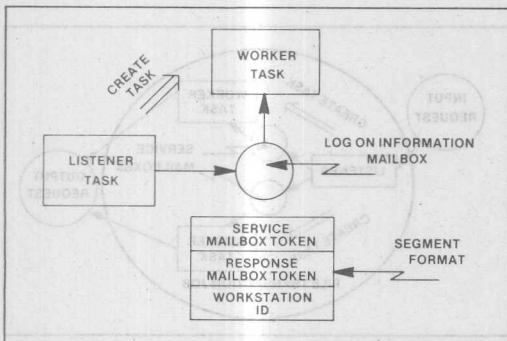 WORKER
TASK
CREATE
TASK
LISTENER
TASK
LOG ON INFORMATION
MAILBOX
SERVICE
MAILBOX TOKEN
RESPONSE
MAILBOX TOKEN
WORKSTATION
ID
SEGMENT
FORMAT